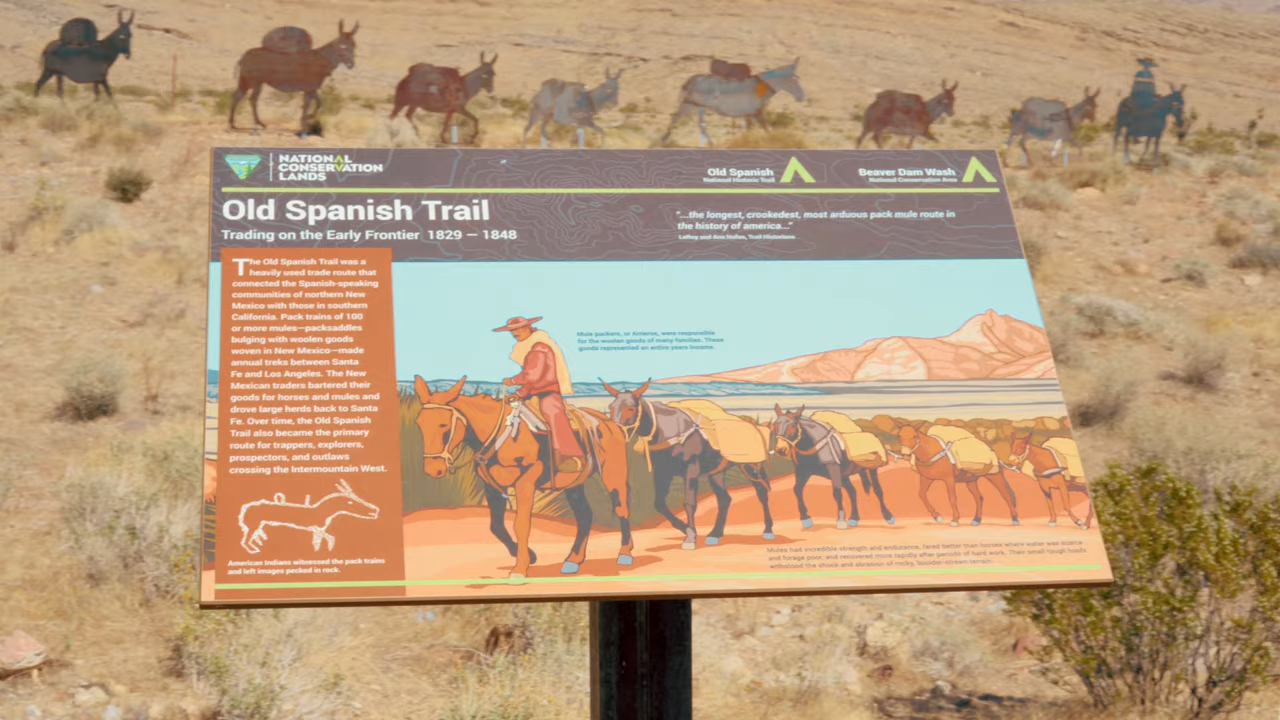 NATIONAL
CONSERVATION
LANDS
Old Spanish
National Historic Trail
Beaver Dam Wash
National Conservation Area
Old Spanish Trail
Trading on the Early Frontier 1829 — 1848
"...the longest, crookedest, most arduous pack mule route in
the history of america..."
LeRoy and Ana Hafen, Trail Historians
The Old Spanish Trail was a
heavily used trade route that
connected the Spanish-speaking
communities of northern New
Mexico with those in southern
California. Pack trains of 100
or more mules—packsaddles
bulging with woolen goods
woven in New Mexico—made
annual treks between Santa
Fe and Los Angeles. The New
Mexican traders bartered their
goods for horses and mules and
drove large herds back to Santa
Fe. Over time, the Old Spanish
Trail also became the primary
route for trappers, explorers,
prospectors, and outlaws
crossing the Intermountain West.
American Indians witnessed the pack trains
and left images pecked in rock.
Mule packers, or Arrieros, were responsible
for the woolen goods of many families. These
goods represented an entire years income.
Mules had incredible strength and endurance, fared better than horses where water was scarce
and forage poor, and recovered more rapidly after periods of hard work. Their small tough hoofs
withstood the shock and abrasion of rocky, boulder-strewn terrain.